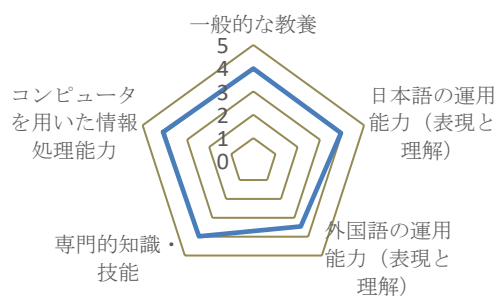 一般的な教養
5
4
3
2
1
0
日本語の運用
能力（表現と
理解）
外国語の運用
能力（表現と
理解）
専門的知識・
技能
コンピュータ
を用いた情報
処理能力